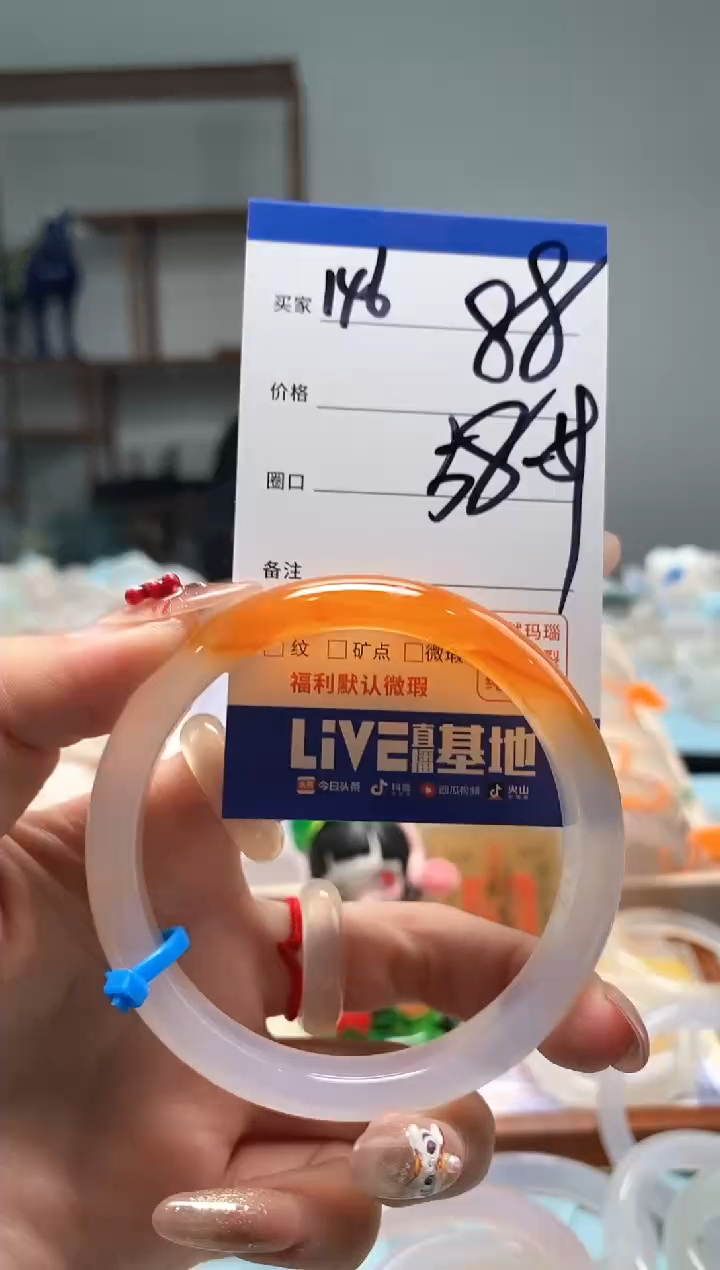 买家 146 88
价格
圈口 58
备注
玛瑙
纹 矿点 微瑕
福利默认微瑕
LiVE直播基地
今日头条 抖音 西瓜视频 火山